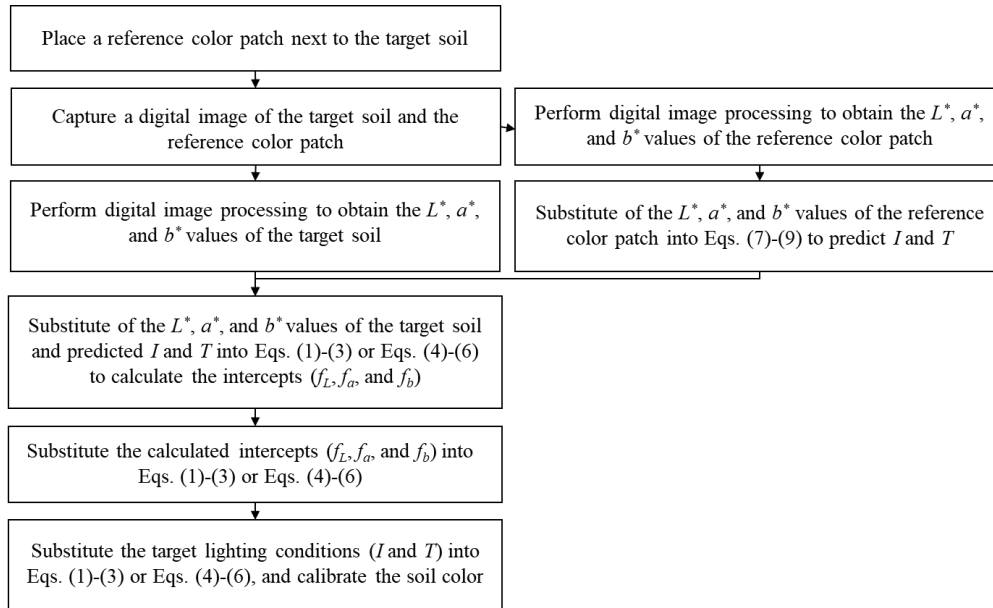 Place a reference color patch next to the target soil
Capture a digital image of the target soil and the
reference color patch
Perform digital image processing to obtain the L*, a*,
and b* values of the reference color patch
Perform digital image processing to obtain the L*, a*,
and b* values of the target soil
Substitute of the L*, a*, and b* values of the reference
color patch into Eqs. (7)-(9) to predict I and T
Substitute of the L*, a*, and b* values of the target soil
and predicted I and T into Eqs. (1)-(3) or Eqs. (4)-(6)
to calculate the intercepts (f_L, f_a, and f_b)
Substitute the calculated intercepts (f_L, f_a, and f_b) into
Eqs. (1)-(3) or Eqs. (4)-(6)
Substitute the target lighting conditions (I and T) into
Eqs. (1)-(3) or Eqs. (4)-(6), and calibrate the soil color